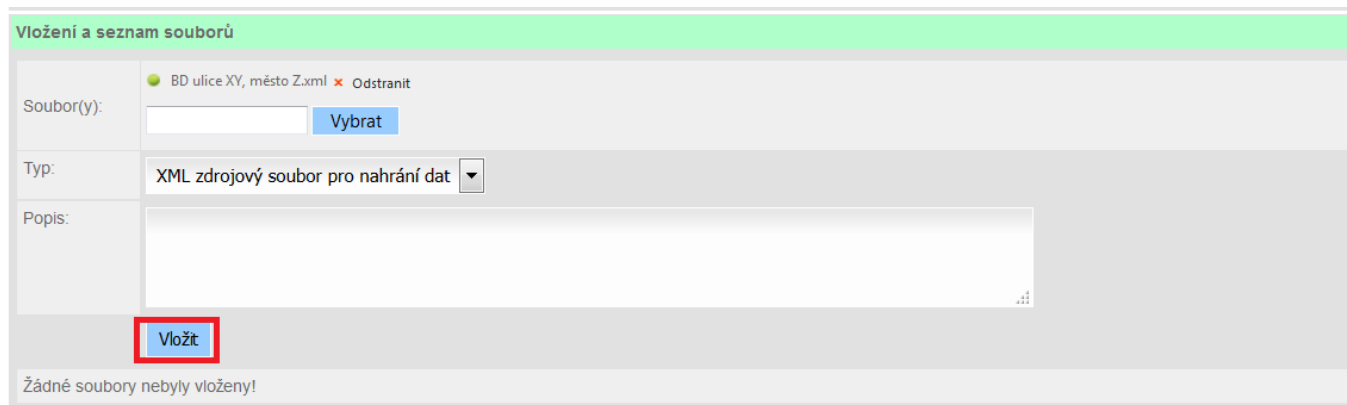 Vložení a seznam souborů
BD ulice XY, město Z.xml × Odstranit
Soubor(y):
Vybrat
Typ:
XML zdrojový soubor pro nahrání dat
Popis:
Vložit
Žádné soubory nebyly vloženy!